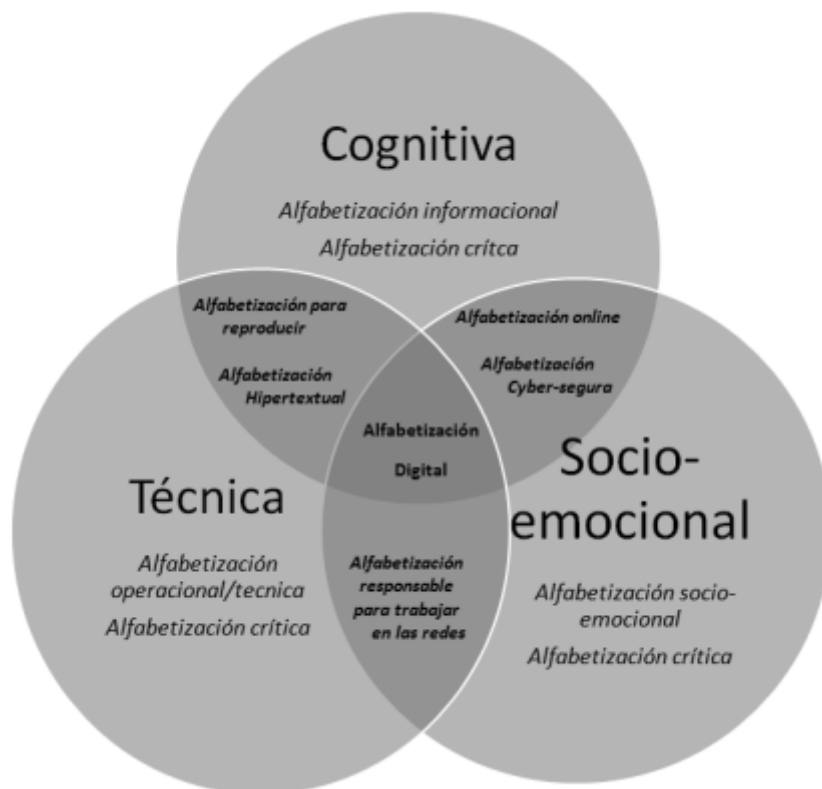 Cognitiva
Alfabetización informacional
Alfabetización crítca
Alfabetización para
reproducir
Alfabetización
Hipertextual
Alfabetización online
Alfabetización
Cyber-segura
Alfabetización
Digital
Técnica
Alfabetización
operacional/tecnica
Alfabetización crítica
Alfabetización
responsable
para trabajar
en las redes
Socio-
emocional
Alfabetización socio-
emocional
Alfabetización crítica